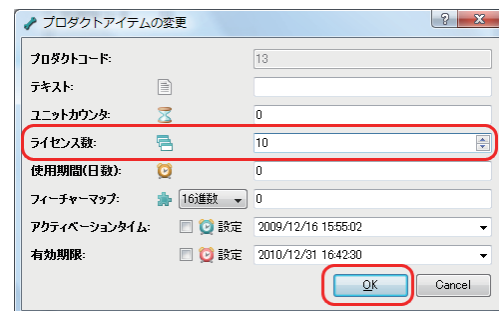 プロダクトアイテムの変更
プロダクトコード: 13
テキスト:
ユニットカウンタ: 0
ライセンス数: 10
使用期間(日数): 0
フィーチャーマップ: 16進数 0
アクティベーションタイム: 設定 2009/12/16 15:55:02
有効期限: 設定 2010/12/31 16:42:30
OK Cancel